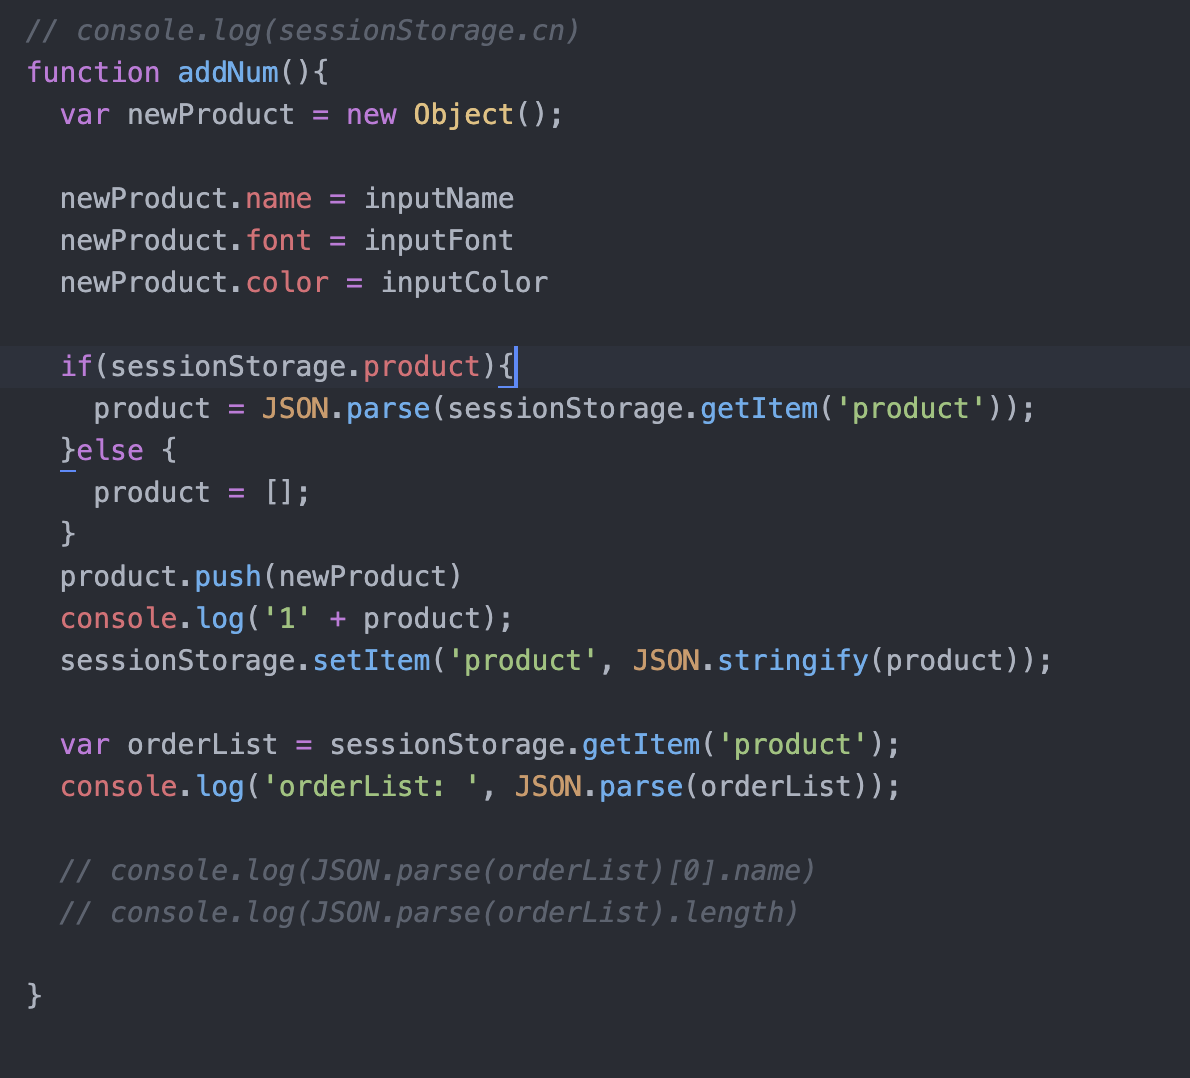 // console.log(sessionStorage.cn)
function addNum(){
  var newProduct = new Object();
  newProduct.name = inputName
  newProduct.font = inputFont
  newProduct.color = inputColor
  if(sessionStorage.product){
    product = JSON.parse(sessionStorage.getItem('product'));
  }else {
    product = [];
  }
  product.push(newProduct)
  console.log('1' + product);
  sessionStorage.setItem('product', JSON.stringify(product));
  var orderList = sessionStorage.getItem('product');
  console.log('orderList: ', JSON.parse(orderList));
  // console.log(JSON.parse(orderList)[0].name)
  // console.log(JSON.parse(orderList).length)
}